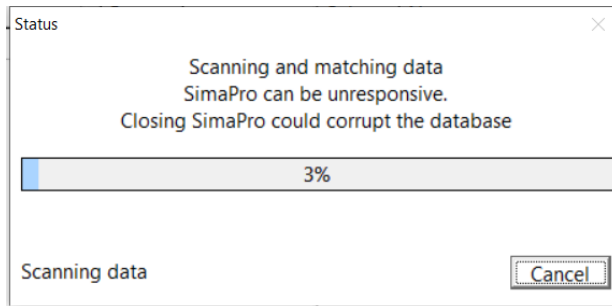 Status
Scanning and matching data
SimaPro can be unresponsive.
Closing SimaPro could corrupt the database
3%
Scanning data
Cancel